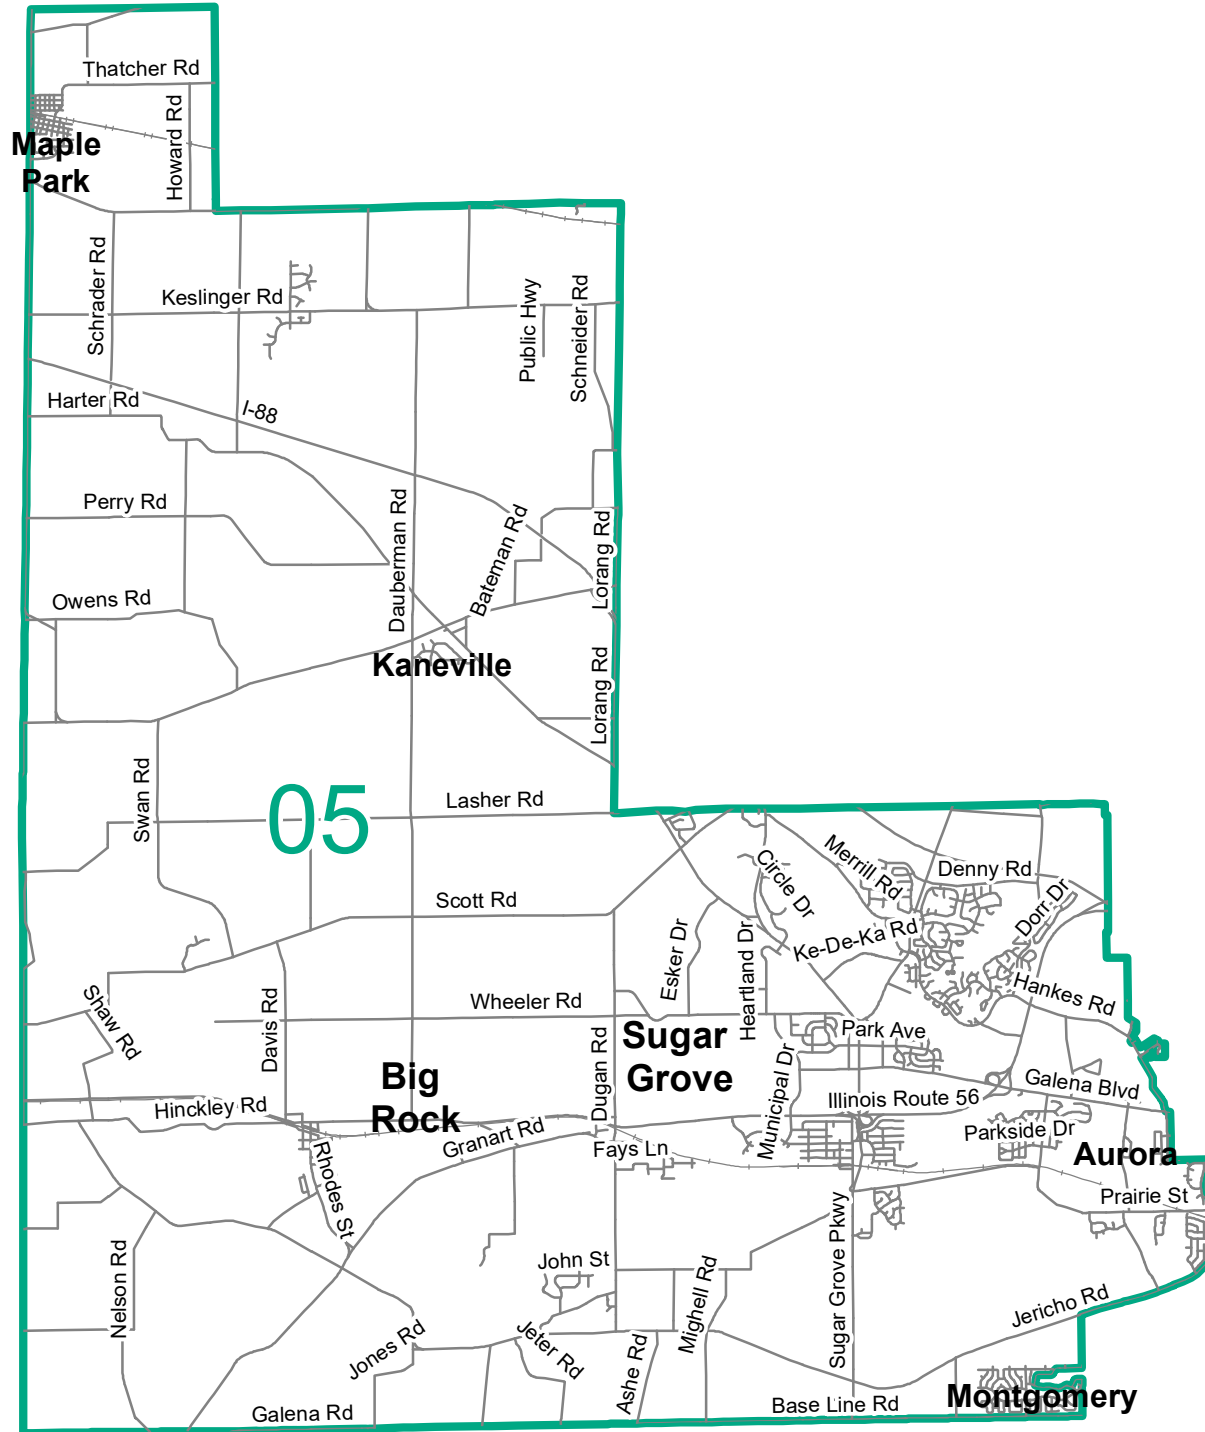 Thatcher Rd
Howard Rd
Maple
Park
Schrader Rd
Keslinger Rd
Public Hwy
Schneider Rd
Harter Rd
I-88
Perry Rd
Dauberman Rd
Bateman Rd
Lorang Rd
Owens Rd
Kaneville
Lorang Rd
Swan Rd
05
Lasher Rd
Circle Dr
Merrill Rd
Denny Rd
Scott Rd
Dorr Dr
Esker Dr
Heartland Dr
Ke-De-Ka Rd
Shaw Rd
Davis Rd
Wheeler Rd
Hankes Rd
Dugan Rd
Sugar
Grove
Park Ave
Municipal Dr
Big
Rock
Galena Blvd
Hinckley Rd
Illinois Route 56
Granart Rd
Fays Ln
Parkside Dr
Aurora
Rhodes St
Prairie St
Nelson Rd
John St
Mighell Rd
Sugar Grove Pkwy
Jericho Rd
Jones Rd
Jeter Rd
Ashe Rd
Galena Rd
Base Line Rd
Montgomery